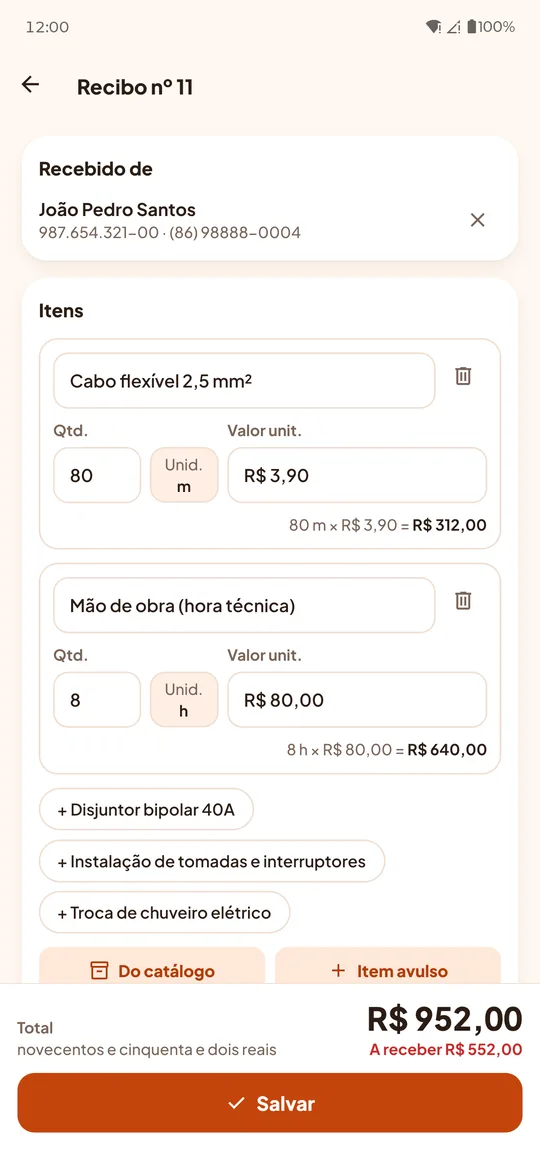 12:00
100%
Recibo nº 11
Recebido de
João Pedro Santos
987.654.321-00 · (86) 98888-0004
Itens
Cabo flexível 2,5 mm²
Qtd.
Valor unit.
80
Unid.
m
R$ 3,90
80 m x R$ 3,90 = R$ 312,00
Mão de obra (hora técnica)
Qtd.
Valor unit.
8
Unid.
h
R$ 80,00
8 h x R$ 80,00 = R$ 640,00
+ Disjuntor bipolar 40A
+ Instalação de tomadas e interruptores
+ Troca de chuveiro elétrico
Do catálogo
+ Item avulso
Total
R$ 952,00
novecentos e cinquenta e dois reais
A receber R$ 552,00
Salvar